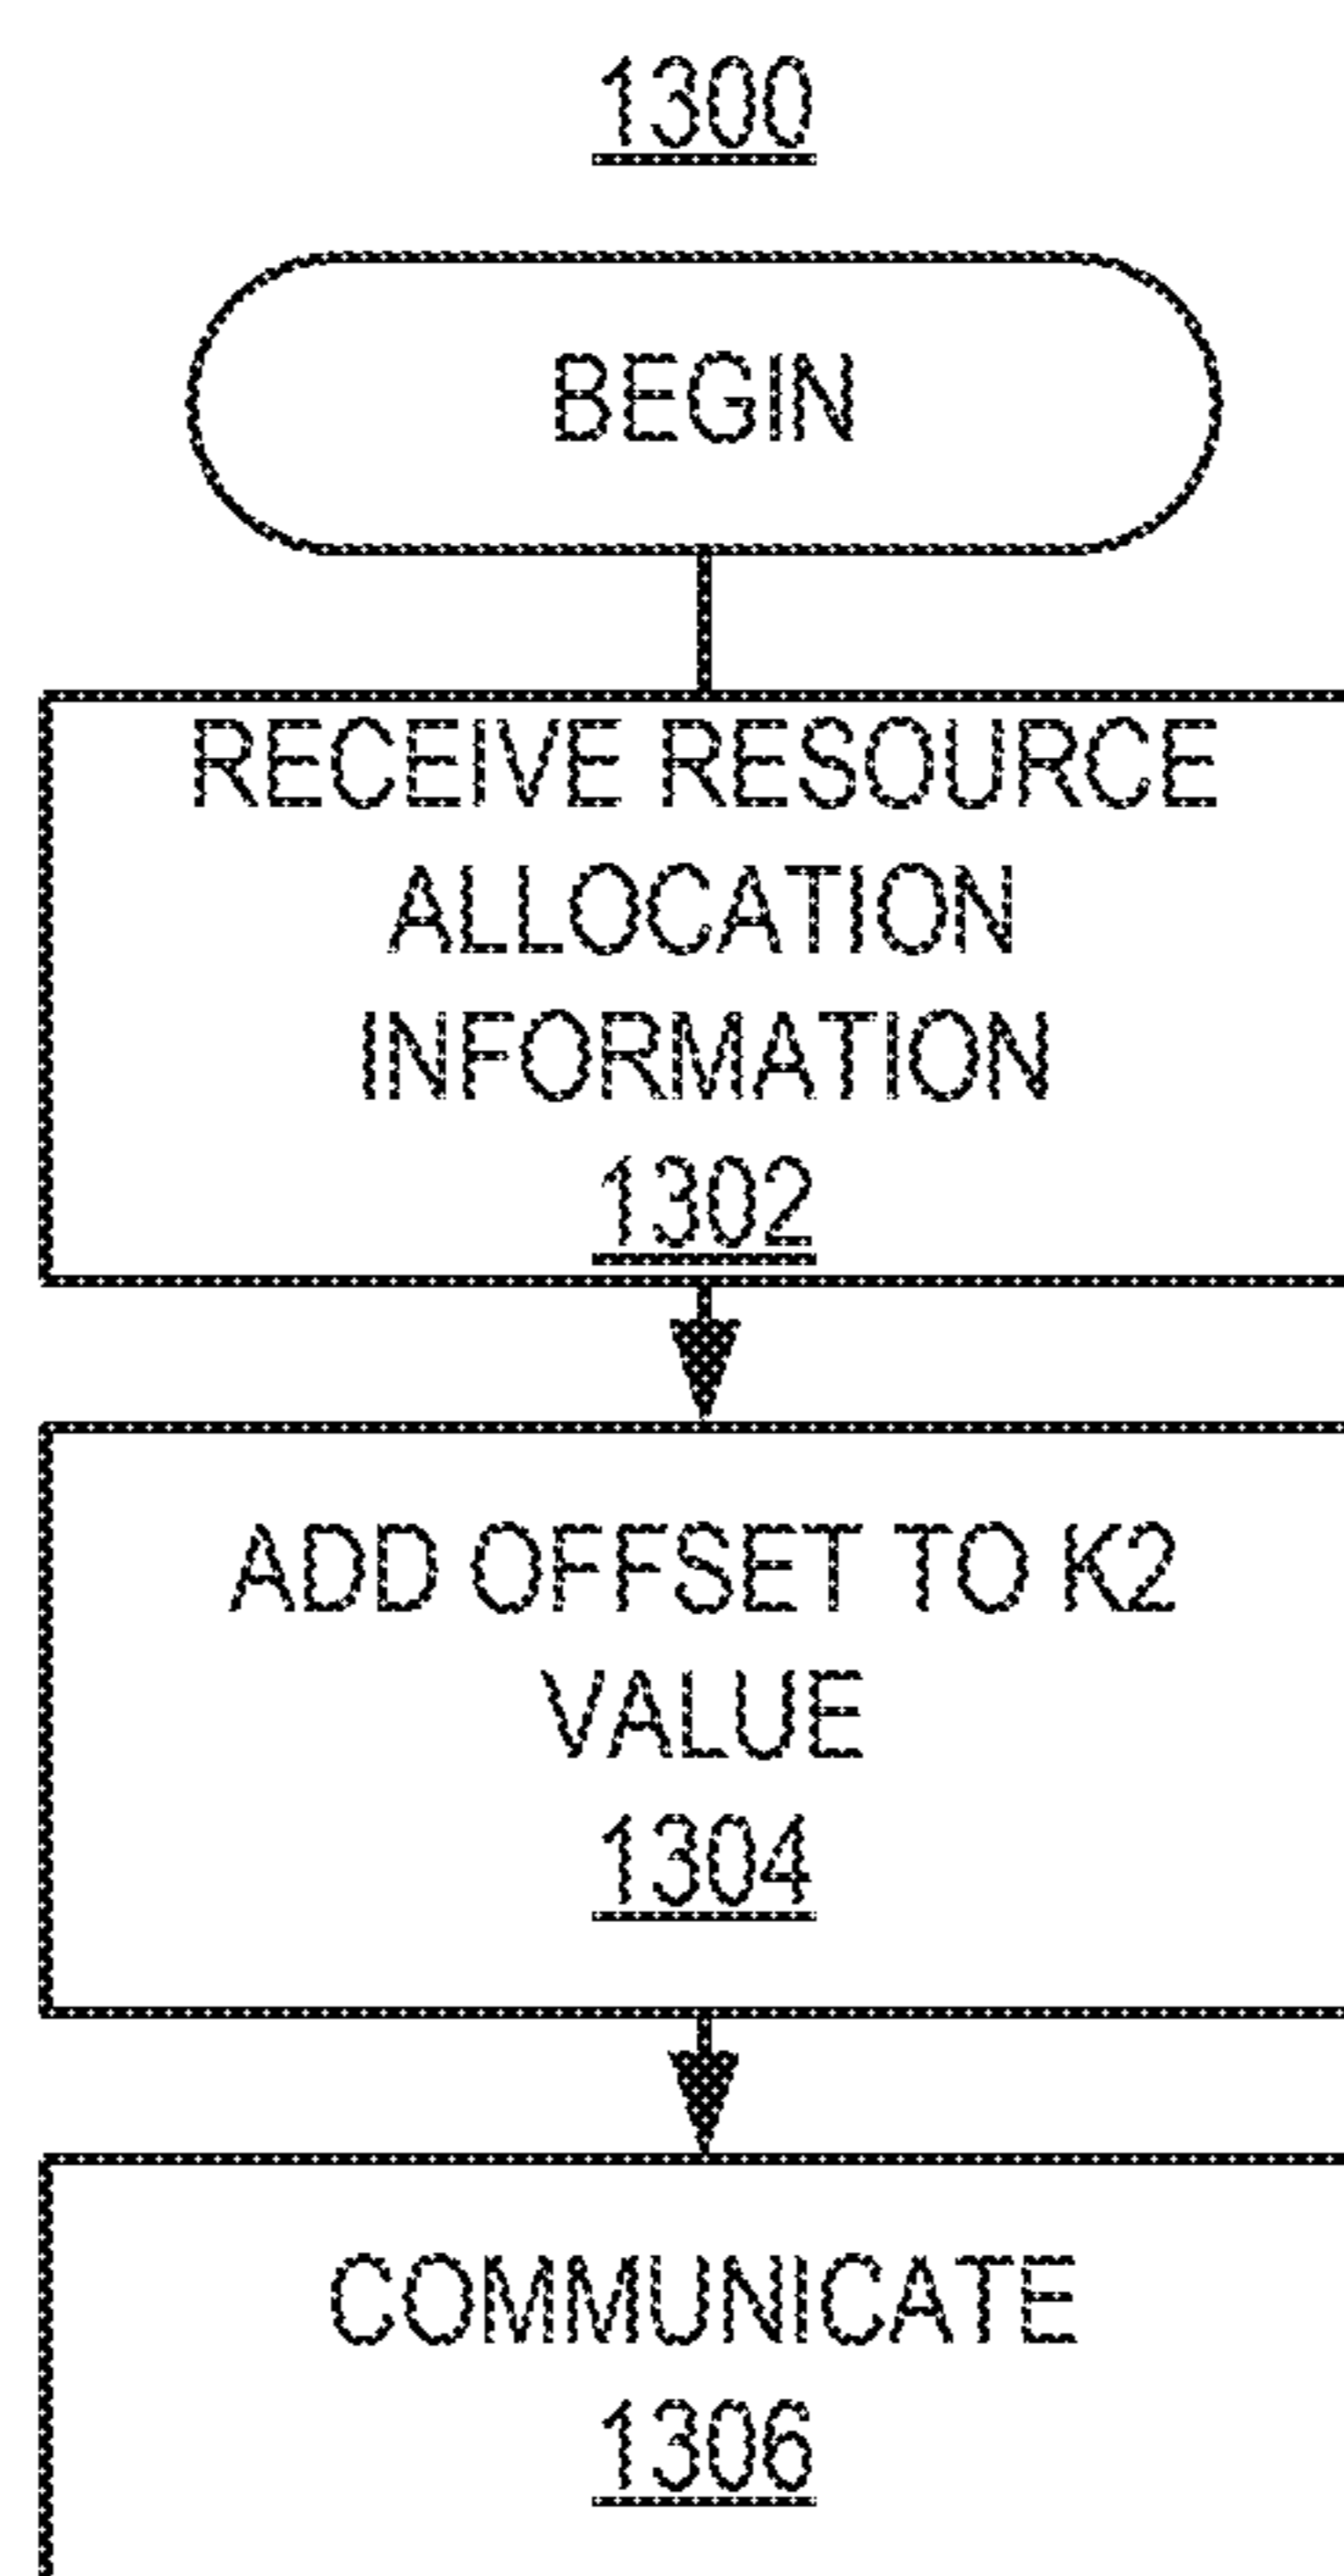 1300
BEGIN
RECEIVE RESOURCE
ALLOCATION
INFORMATION
1302
ADD OFFSET TO K2
VALUE
1304
COMMUNICATE
1306